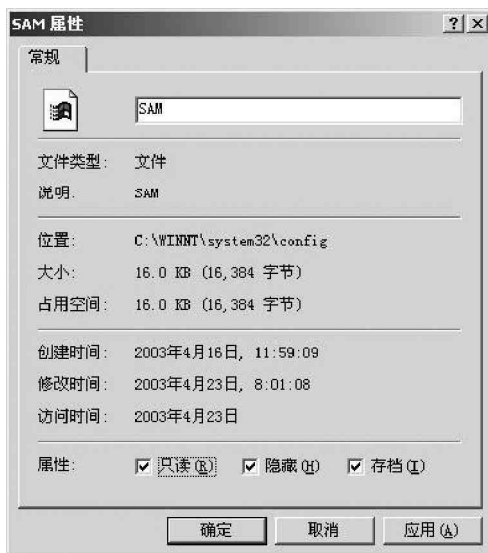 SAM 属性
常规
SAM
文件类型: 文件
说明. SAM
位置: C:\WINNT\system32\config
大小: 16.0 KB (16,384 字节)
占用空间: 16.0 KB (16,384 字节)
创建时间: 2003年4月16日, 11:59:09
修改时间: 2003年4月23日, 8:01:08
访问时间: 2003年4月23日
属性: 只读(R) 隐藏(H) 存档(I)
确定 取消 应用(A)